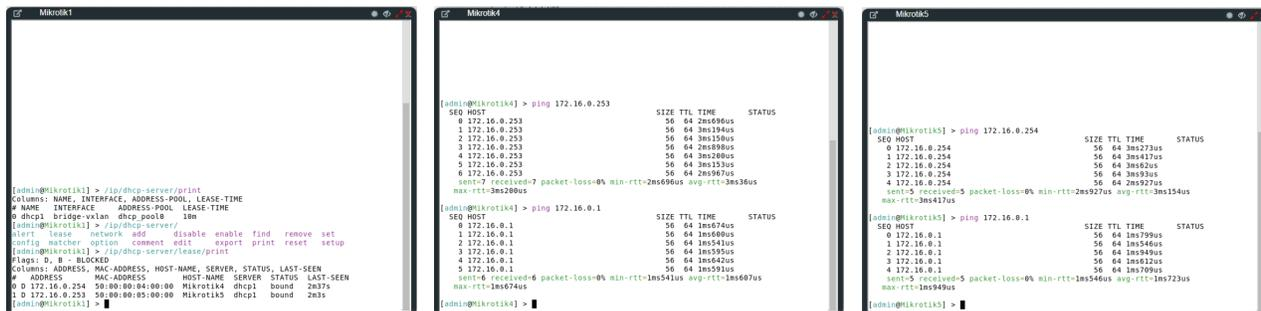 Mikrotik1
[admin@Mikrotik1] > /ip/dhcp-server/print
Columns: NAME, INTERFACE, ADDRESS-POOL, LEASE-TIME
# NAME INTERFACE ADDRESS-POOL LEASE-TIME
0 dhcp1 bridge-vxlan dhcp_pool0 10m
[admin@Mikrotik1] > /ip/dhcp-server/
alert lease network add disable enable find remove set
config matcher option comment edit export print reset setup
[admin@Mikrotik1] > /ip/dhcp-server/lease/print
Flags: D, B - BLOCKED
Columns: ADDRESS, MAC-ADDRESS, HOST-NAME, SERVER, STATUS, LAST-SEEN
# ADDRESS MAC-ADDRESS HOST-NAME SERVER STATUS LAST-SEEN
0 D 172.16.0.254 50:00:00:04:00:00 Mikrotik4 dhcp1 bound 2m37s
1 D 172.16.0.253 50:00:00:05:00:00 Mikrotik5 dhcp1 bound 2m3s
[admin@Mikrotik1] >
Mikrotik4
[admin@Mikrotik4] > ping 172.16.0.253
SEQ HOST SIZE TTL TIME STATUS
0 172.16.0.253 56 64 2ms696us
1 172.16.0.253 56 64 3ms194us
2 172.16.0.253 56 64 3ms150us
3 172.16.0.253 56 64 2ms898us
4 172.16.0.253 56 64 3ms200us
5 172.16.0.253 56 64 3ms153us
6 172.16.0.253 56 64 2ms967us
sent=7 received=7 packet-loss=0% min-rtt=2ms696us avg-rtt=3ms36us
max-rtt=3ms200us
[admin@Mikrotik4] > ping 172.16.0.1
SEQ HOST SIZE TTL TIME STATUS
0 172.16.0.1 56 64 1ms674us
1 172.16.0.1 56 64 1ms600us
2 172.16.0.1 56 64 1ms541us
3 172.16.0.1 56 64 1ms595us
4 172.16.0.1 56 64 1ms642us
5 172.16.0.1 56 64 1ms591us
sent=6 received=6 packet-loss=0% min-rtt=1ms541us avg-rtt=1ms607us
max-rtt=1ms674us
[admin@Mikrotik4] >
Mikrotik5
[admin@Mikrotik5] > ping 172.16.0.254
SEQ HOST SIZE TTL TIME STATUS
0 172.16.0.254 56 64 3ms273us
1 172.16.0.254 56 64 3ms417us
2 172.16.0.254 56 64 3ms62us
3 172.16.0.254 56 64 3ms93us
4 172.16.0.254 56 64 2ms927us
sent=5 received=5 packet-loss=0% min-rtt=2ms927us avg-rtt=3ms154us
max-rtt=3ms417us
[admin@Mikrotik5] > ping 172.16.0.1
SEQ HOST SIZE TTL TIME STATUS
0 172.16.0.1 56 64 1ms799us
1 172.16.0.1 56 64 1ms546us
2 172.16.0.1 56 64 1ms949us
3 172.16.0.1 56 64 1ms612us
4 172.16.0.1 56 64 1ms709us
sent=5 received=5 packet-loss=0% min-rtt=1ms546us avg-rtt=1ms723us
max-rtt=1ms949us
[admin@Mikrotik5] >